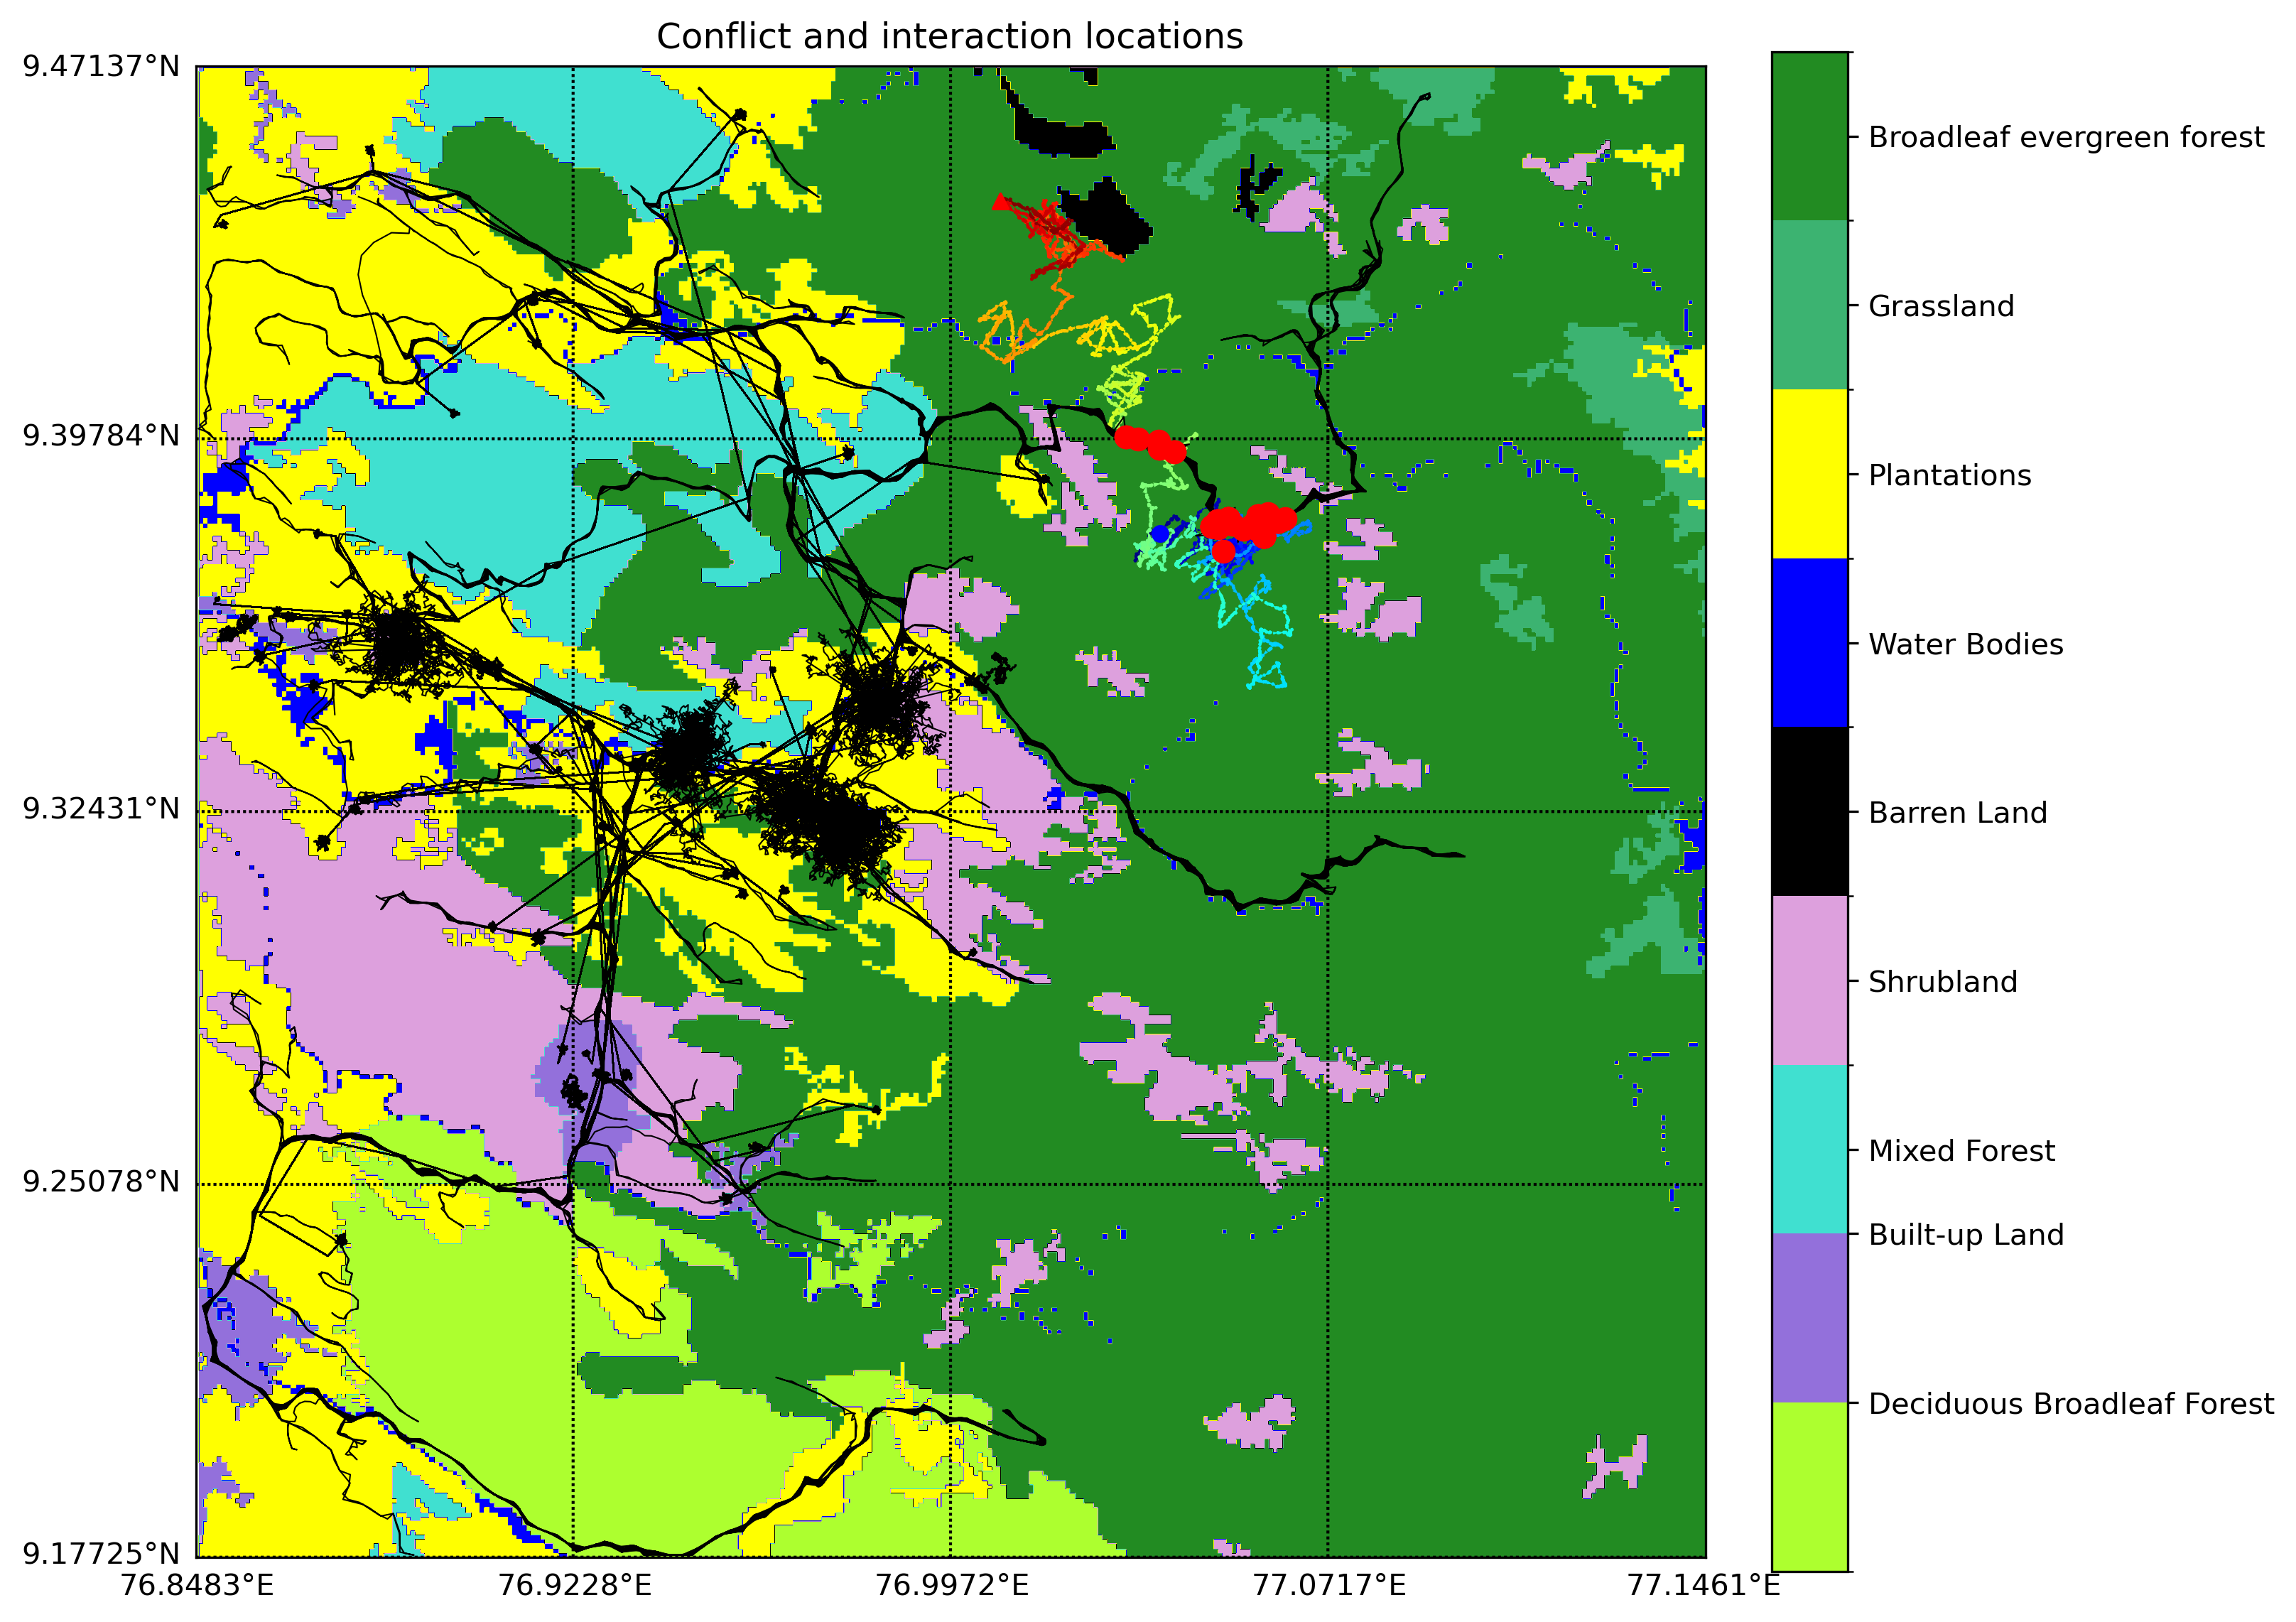 Conflict and interaction locations
9.47137°N
9.39784°N
9.32431°N
9.25078°N
9.17725°N
76.8483°E
76.9228°E
76.9972°E
77.0717°E
77.1461°E
Broadleaf evergreen forest
Grassland
Plantations
Water Bodies
Barren Land
Shrubland
Mixed Forest
Built-up Land
Deciduous Broadleaf Forest